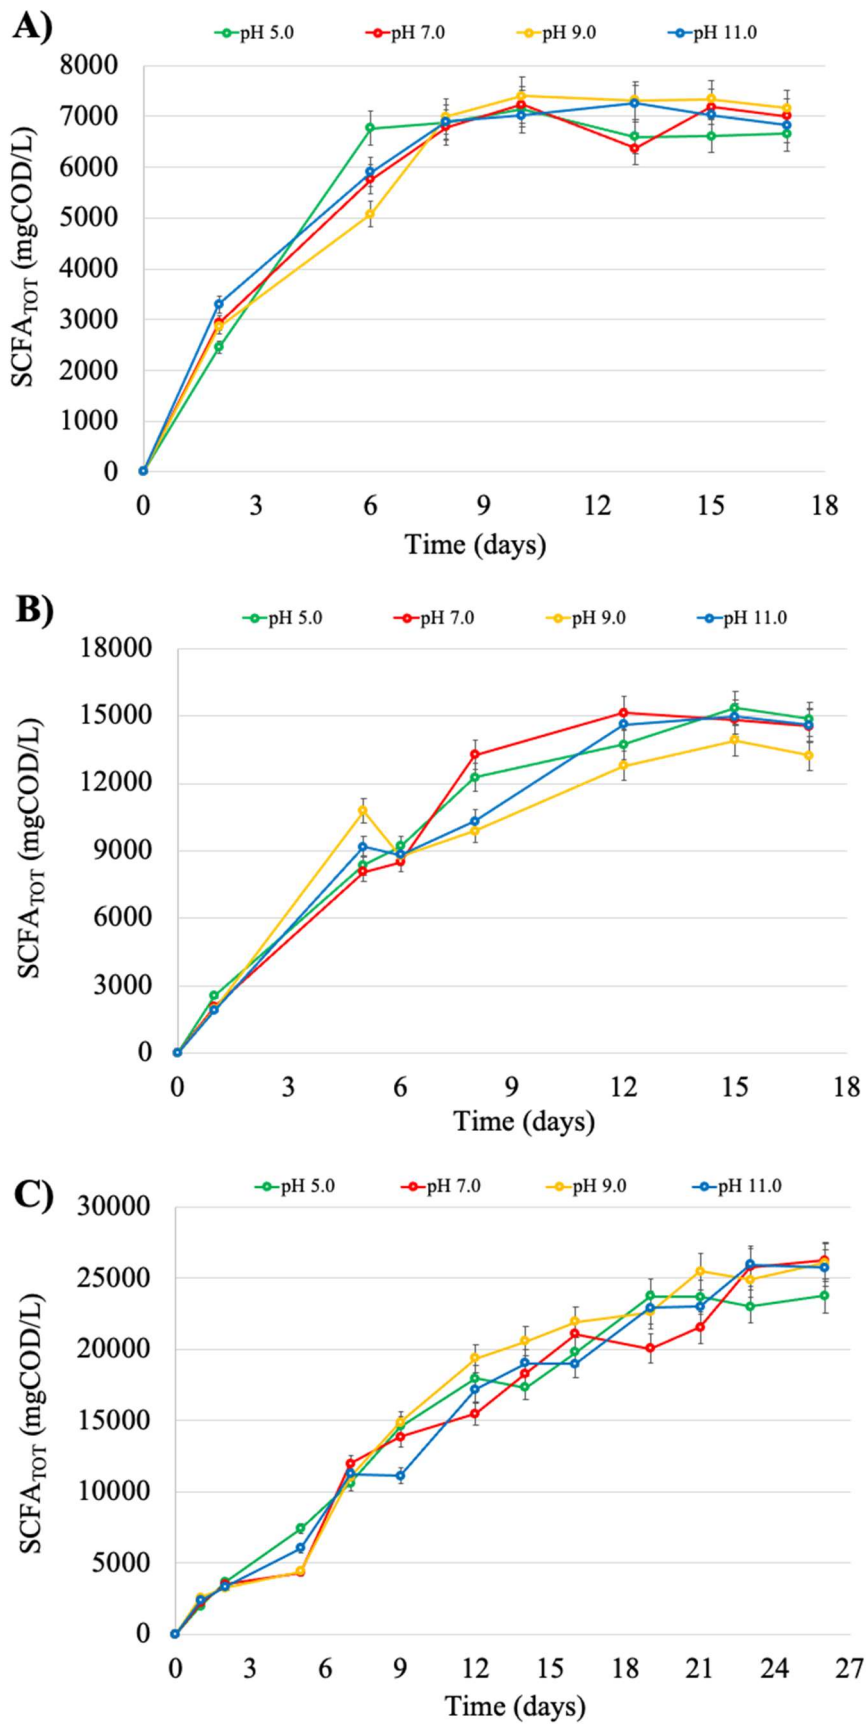 A)
pH 5.0 pH 7.0 pH 9.0 pH 11.0
8000
7000
6000
5000
4000
3000
2000
1000
0
SCFA_TOT (mgCOD/L)
0 3 6 9 12 15 18
Time (days)
B)
pH 5.0 pH 7.0 pH 9.0 pH 11.0
18000
15000
12000
9000
6000
3000
0
SCFA_TOT (mgCOD/L)
0 3 6 9 12 15 18
Time (days)
C)
pH 5.0 pH 7.0 pH 9.0 pH 11.0
30000
25000
20000
15000
10000
5000
0
SCFA_TOT (mgCOD/L)
0 3 6 9 12 15 18 21 24 27
Time (days)